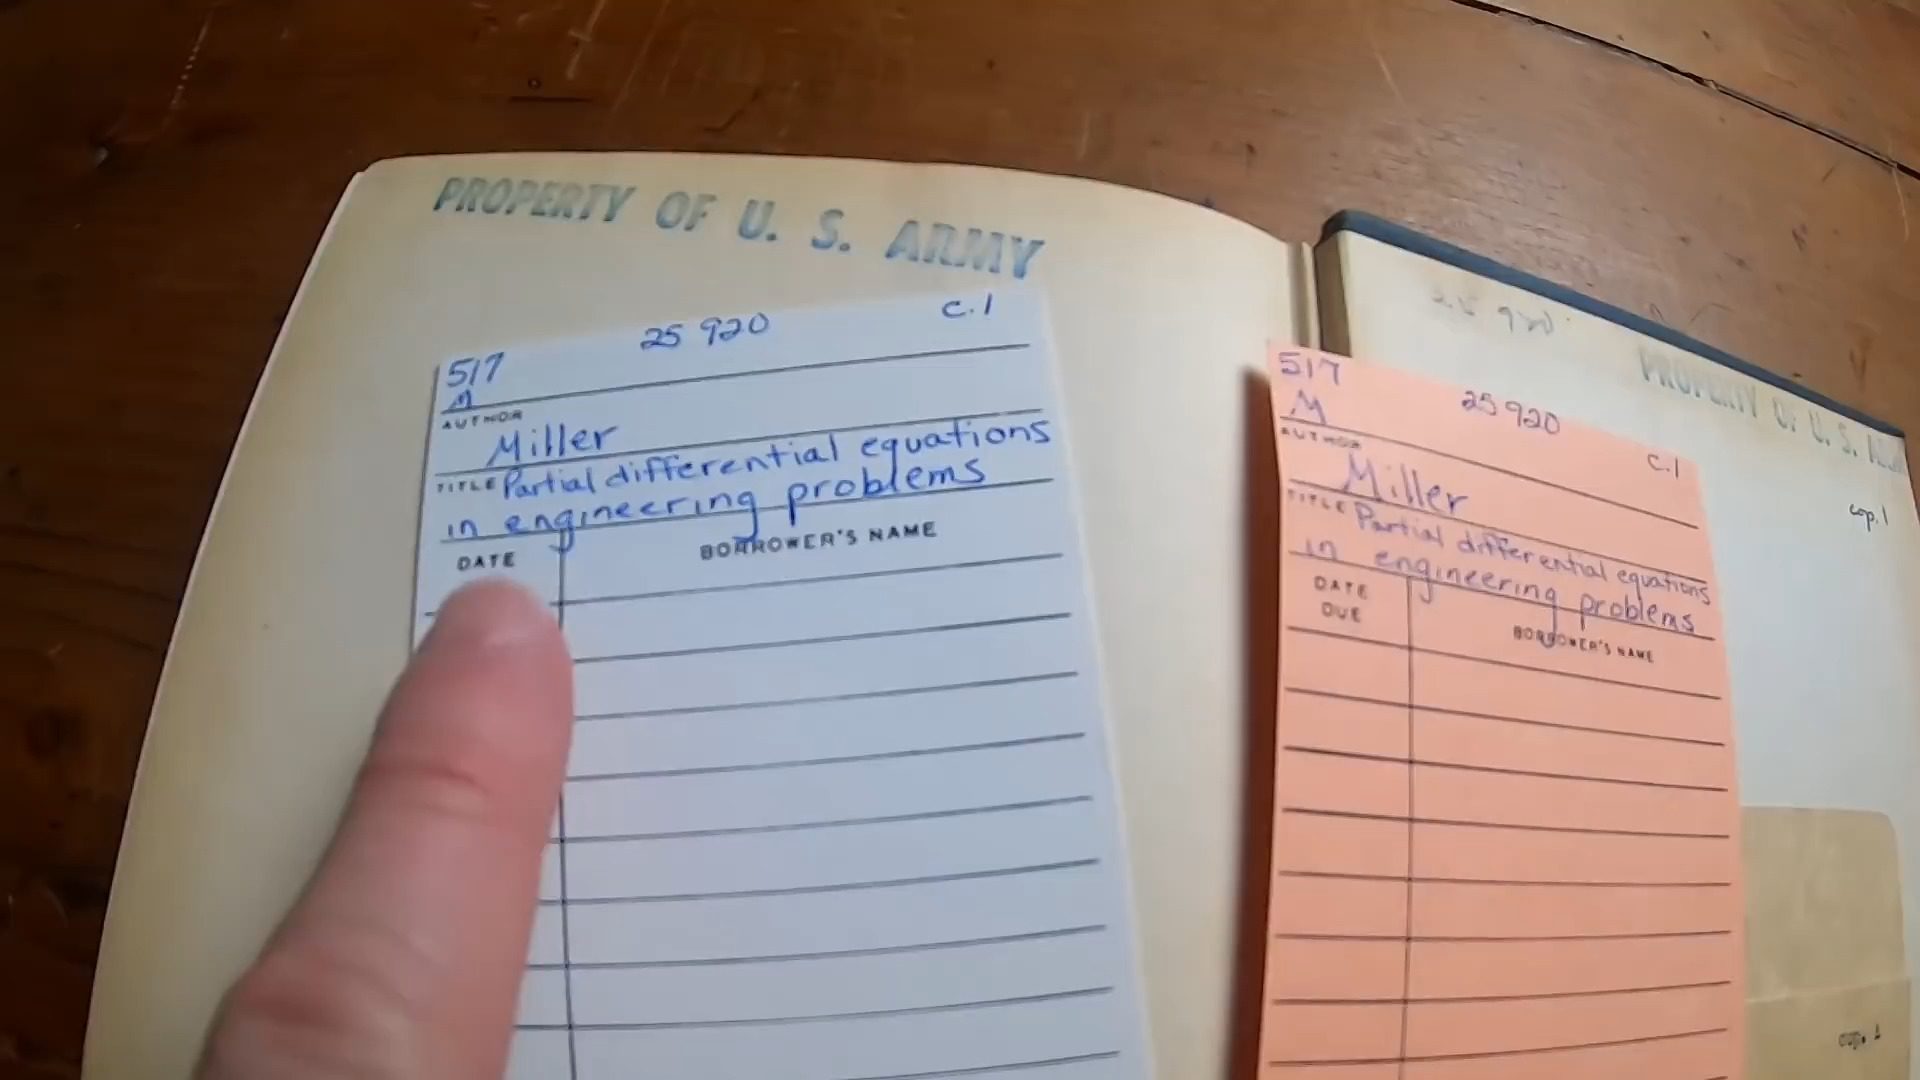 PROPERTY OF U. S. ARMY
25 920
c.1
517
M
AUTHOR
Miller
TITLE Partial differential equations
in engineering problems
DATE
BORROWER'S NAME
25 920
PROPERTY OF U. S.
cop.1
517
M
25 920
c.1
AUTHOR
Miller
TITLE Partial differential equations
in engineering problems
DATE
DUE
BORROWER'S NAME